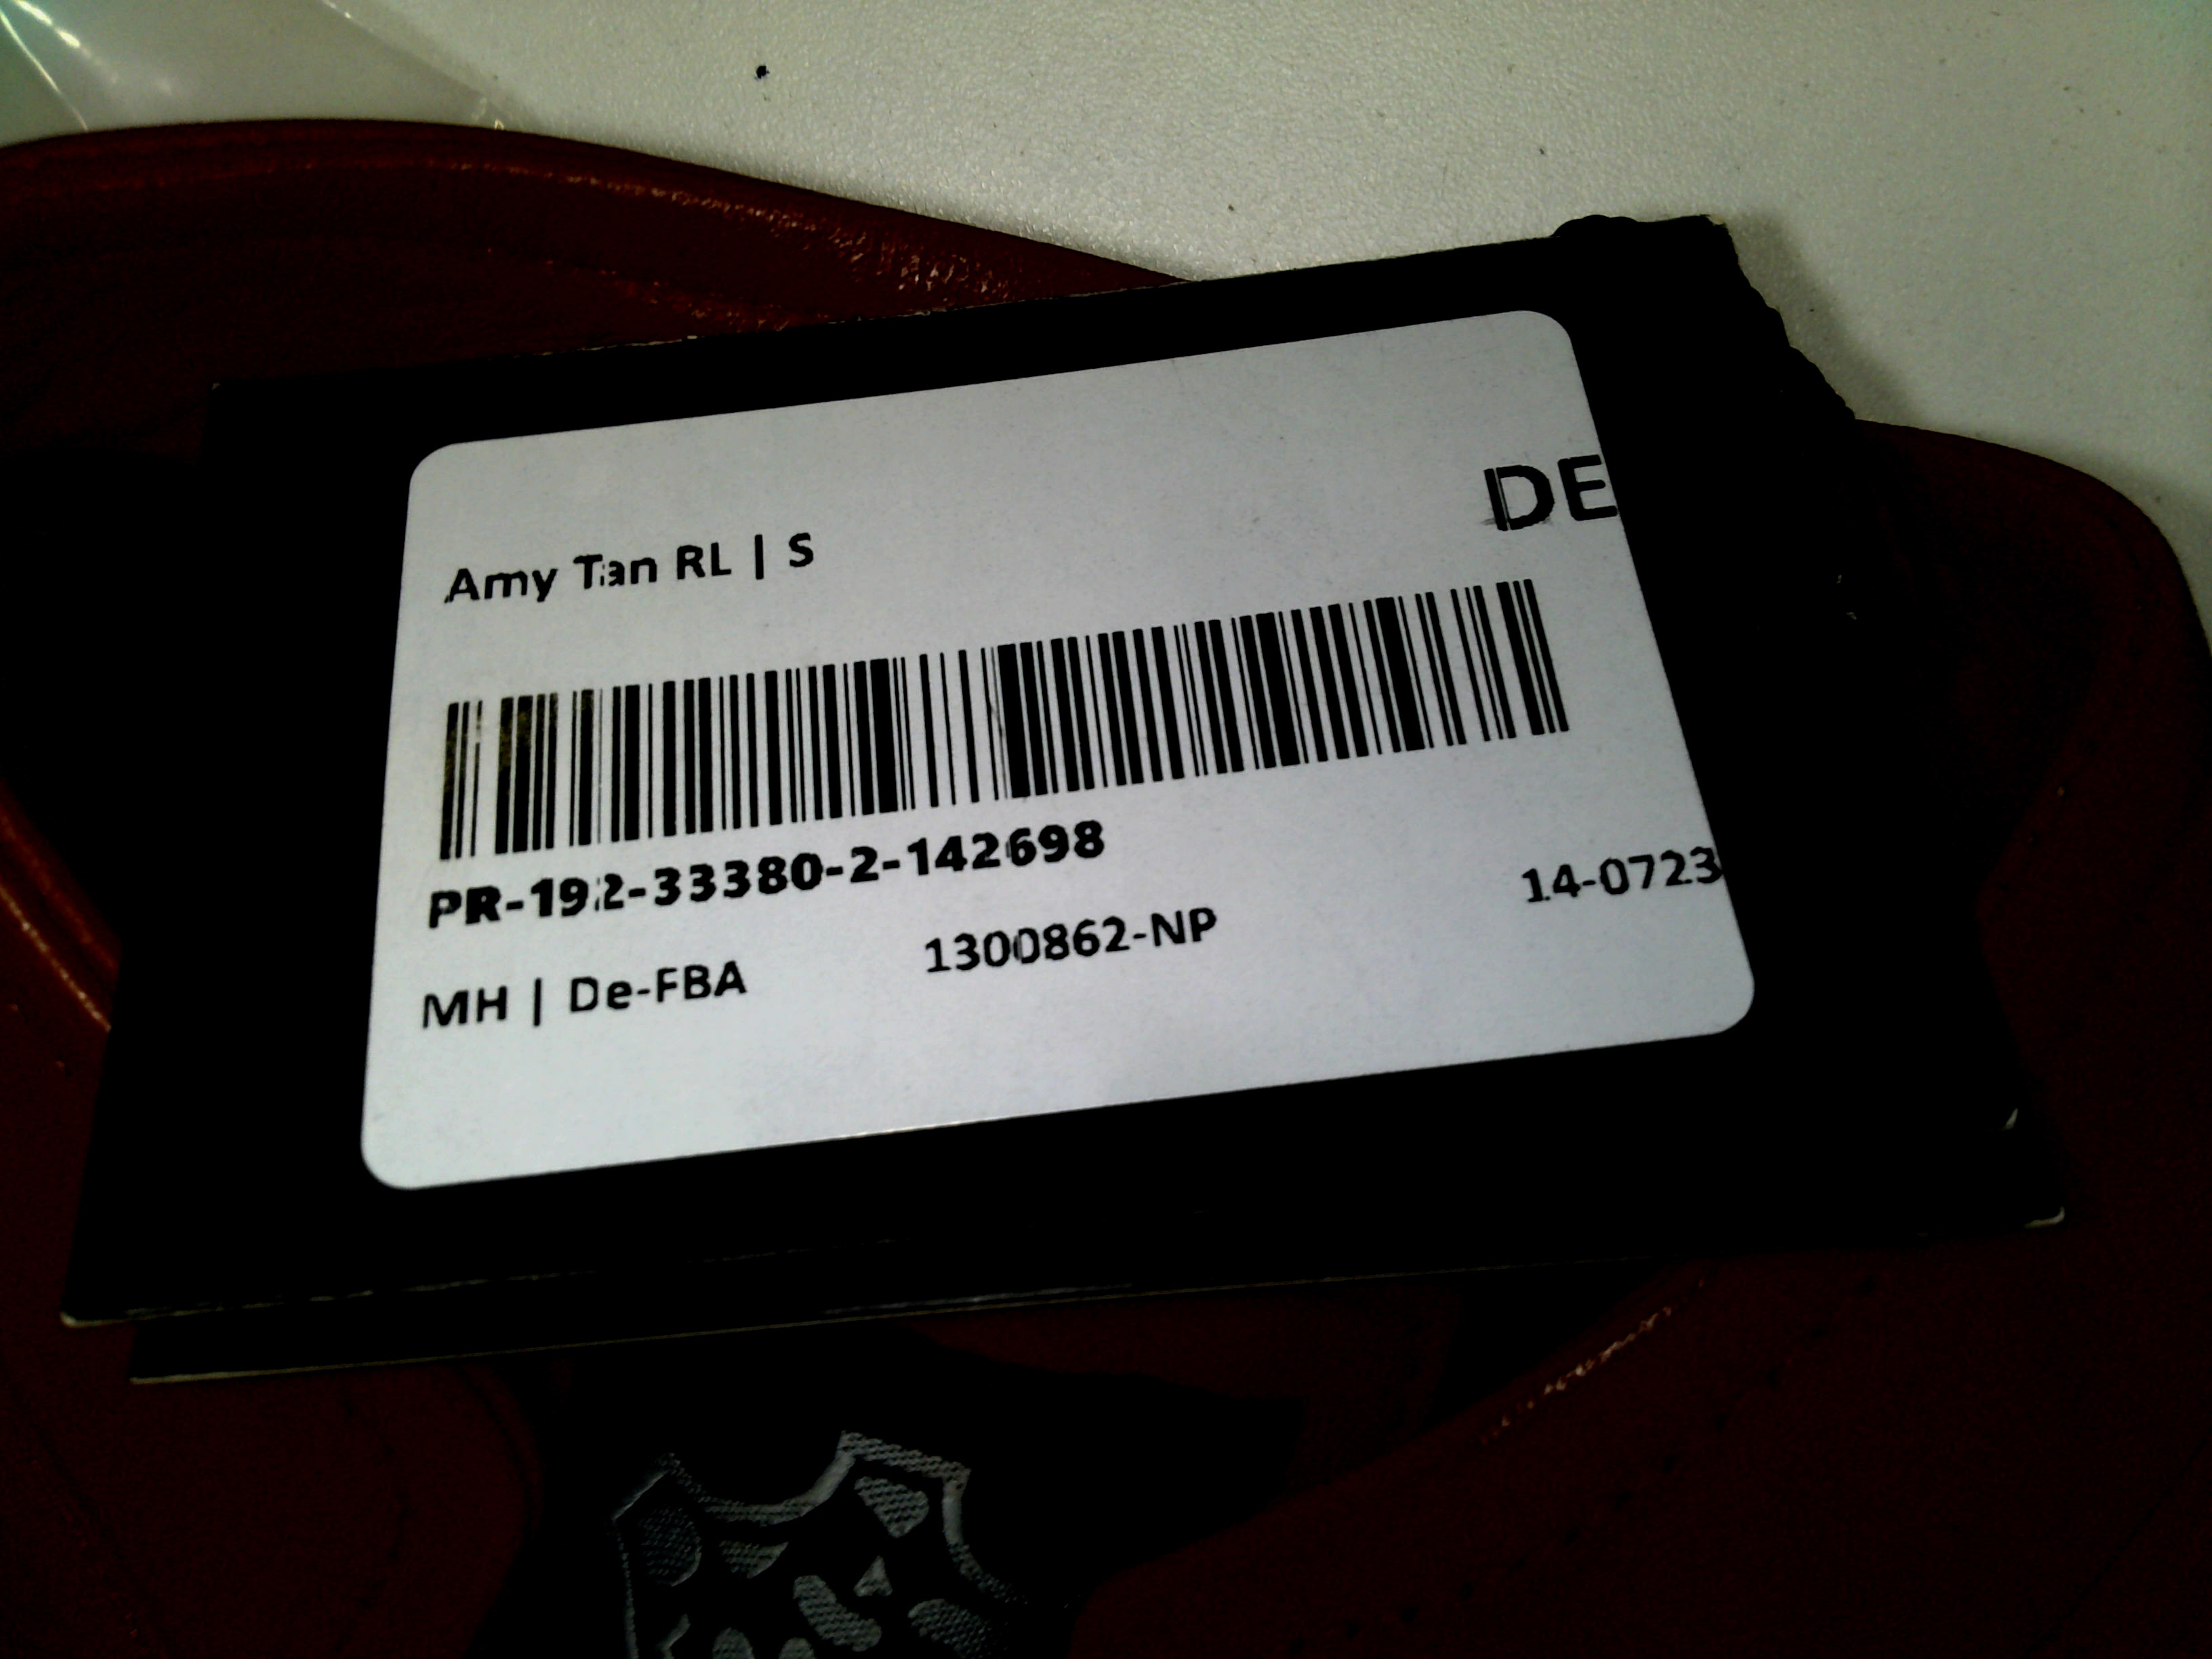 DE
Amy Tan RL | S
PR-192-33380-2-142698
MH | De-FBA 1300862-NP 14-0723